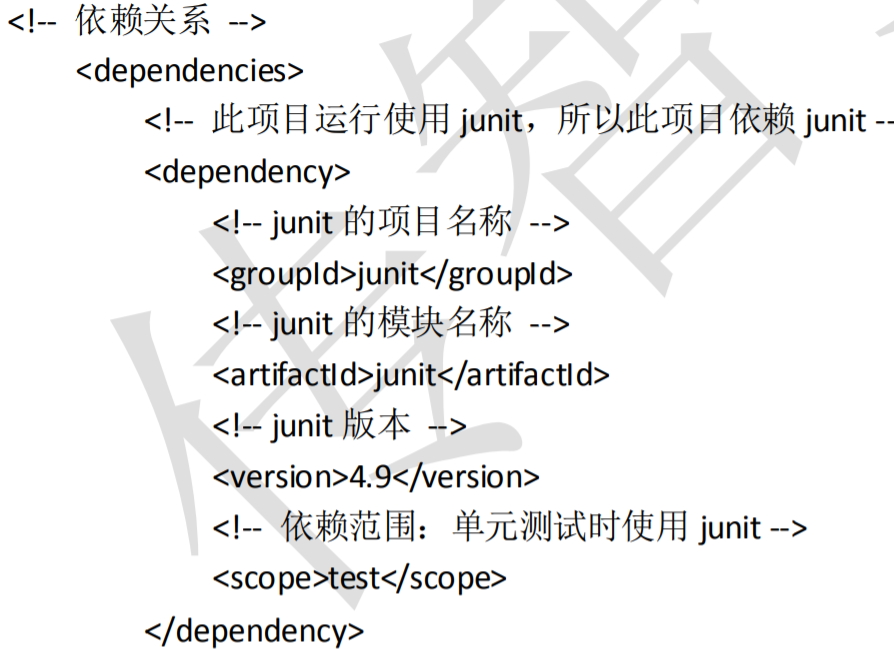 <!-- 依赖关系 -->
<dependencies>
<!-- 此项目运行使用 junit，所以此项目依赖 junit --
<dependency>
<!-- junit 的项目名称 -->
<groupId>junit</groupId>
<!-- junit 的模块名称 -->
<artifactId>junit</artifactId>
<!-- junit 版本 -->
<version>4.9</version>
<!-- 依赖范围：单元测试时使用 junit -->
<scope>test</scope>
</dependency>
传智